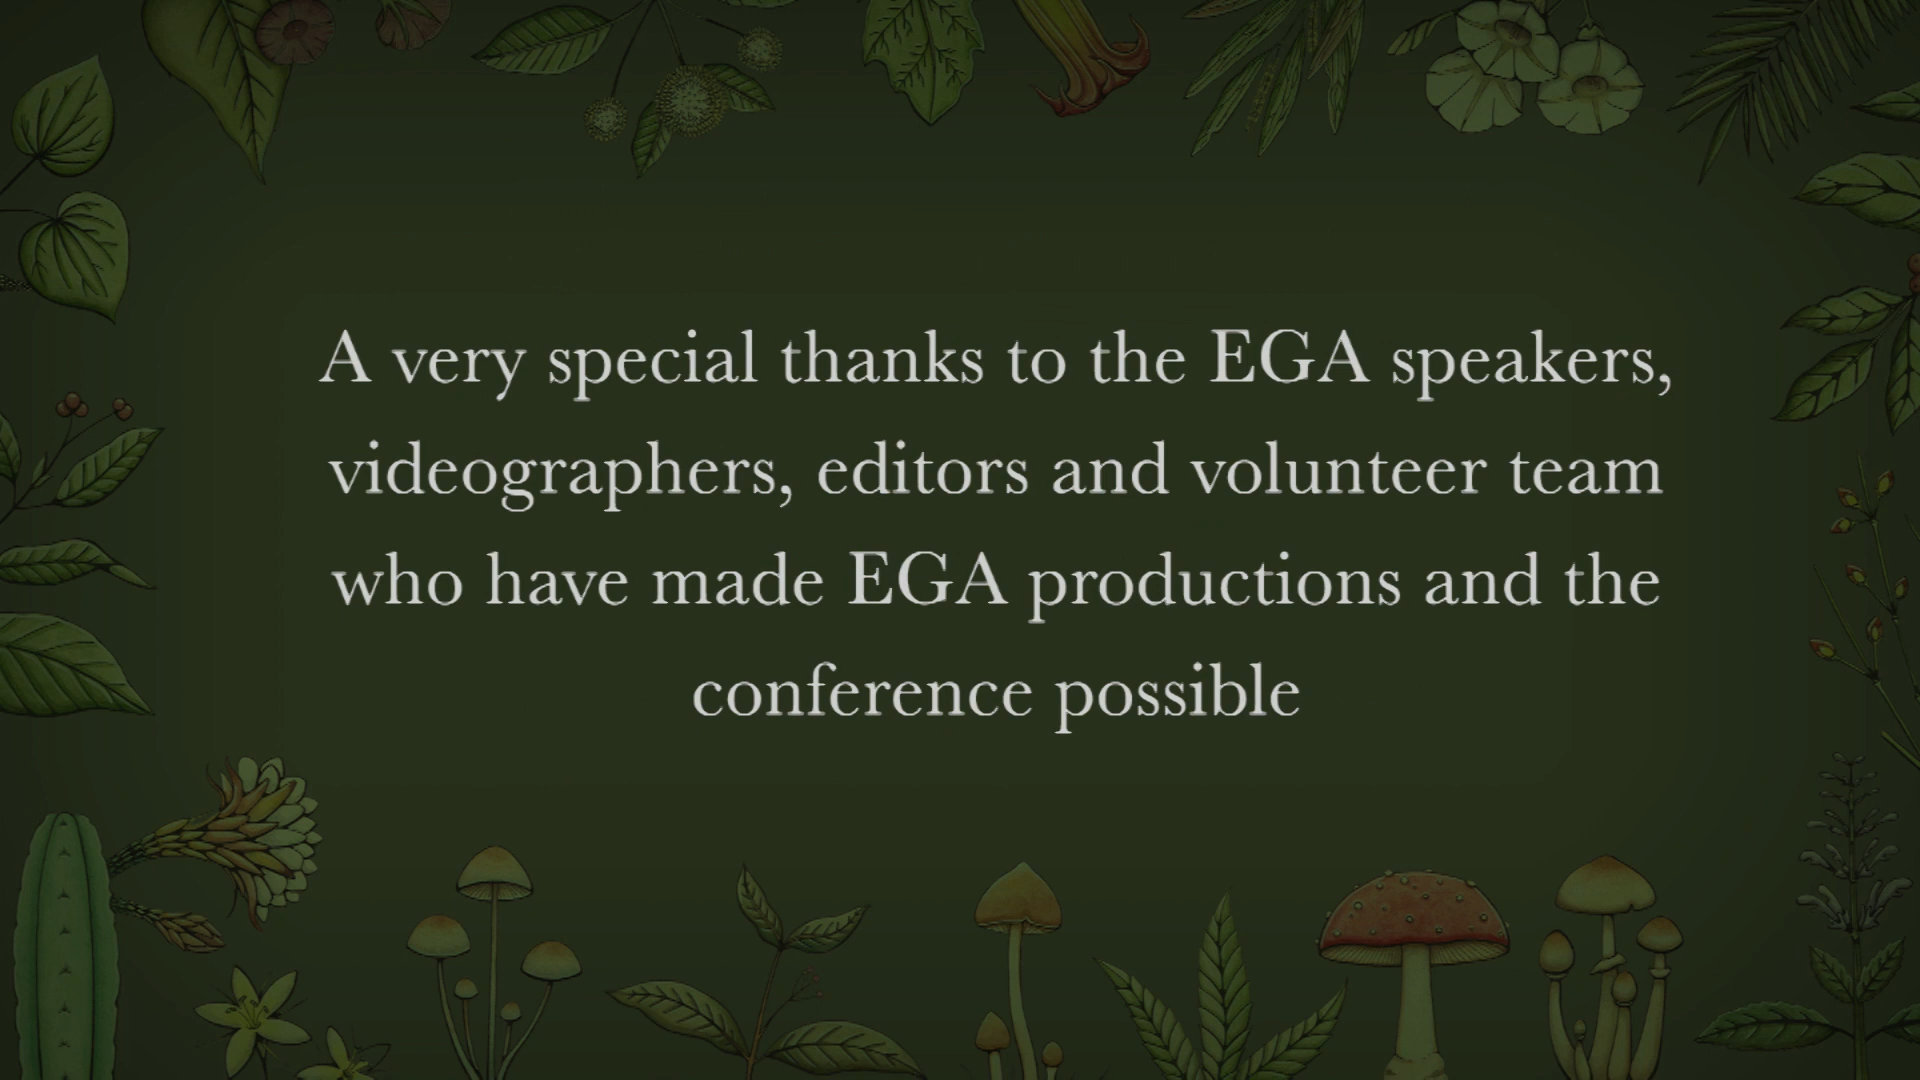 A very special thanks to the EGA speakers,
videographers, editors and volunteer team
who have made EGA productions and the
conference possible